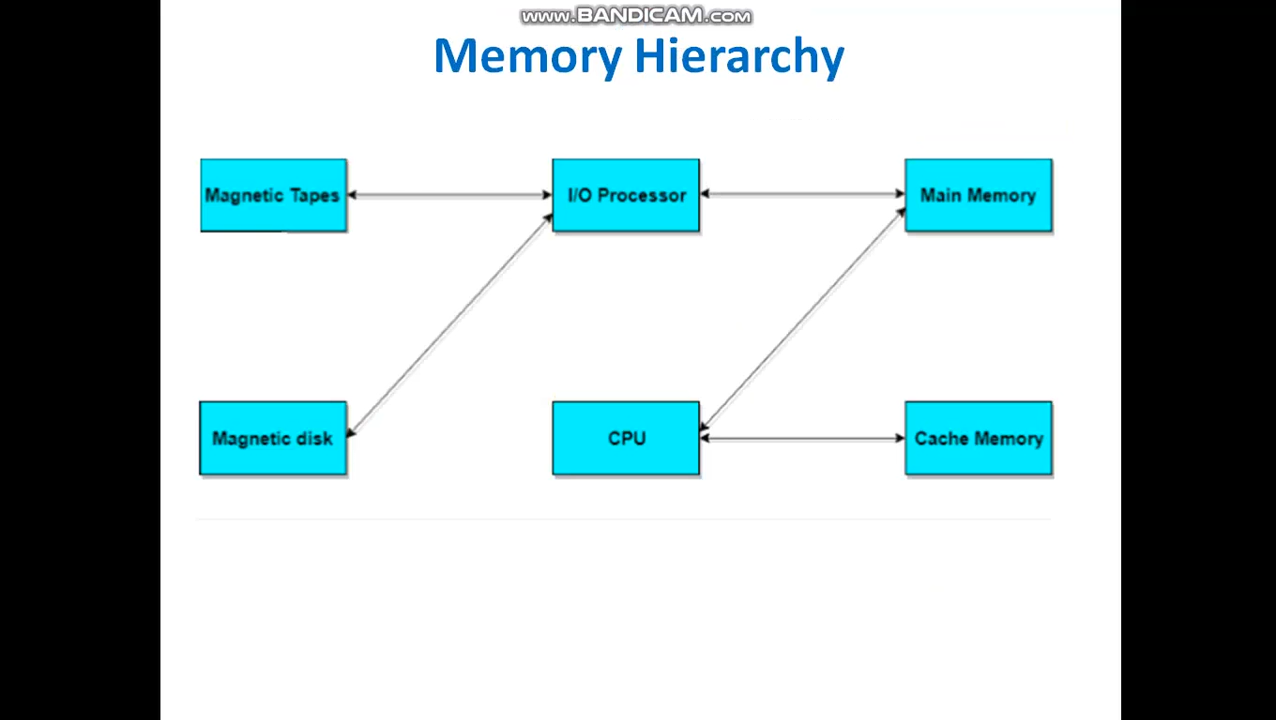 www.BANDICAM.com
Memory Hierarchy
Magnetic Tapes
I/O Processor
Main Memory
Magnetic disk
CPU
Cache Memory